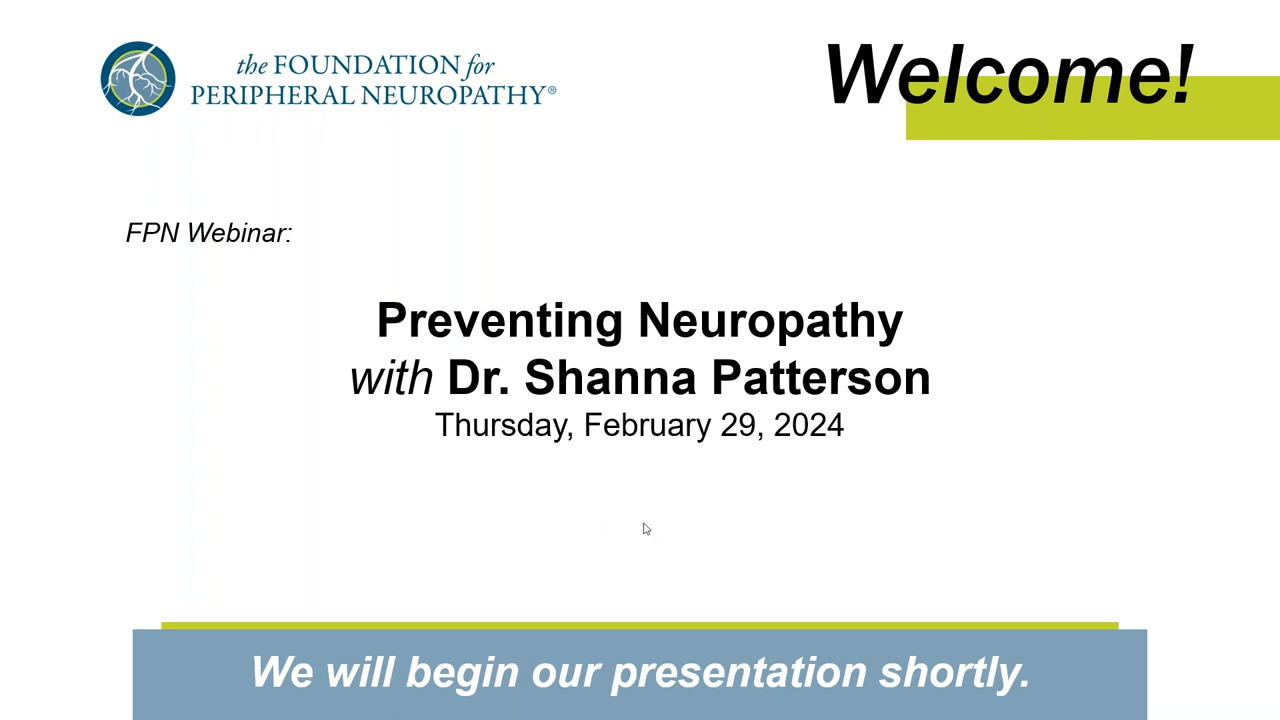 the FOUNDATION for
PERIPHERAL NEUROPATHY®
Welcome!
FPN Webinar:
Preventing Neuropathy
with Dr. Shanna Patterson
Thursday, February 29, 2024
We will begin our presentation shortly.